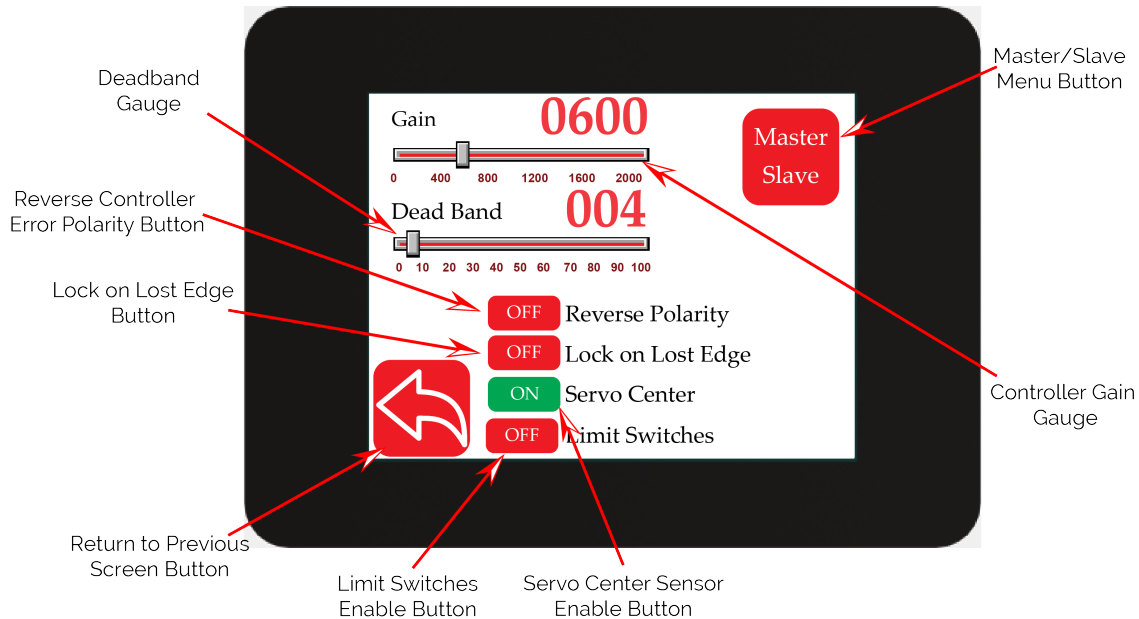 Deadband
Gauge
Master/Slave
Menu Button
Gain
0600
Master
Slave
0 400 800 1200 1600 2000
Dead Band
004
0 10 20 30 40 50 60 70 80 90 100
Reverse Controller
Error Polarity Button
Lock on Lost Edge
Button
OFF Reverse Polarity
OFF Lock on Lost Edge
ON Servo Center
OFF Limit Switches
Controller Gain
Gauge
Return to Previous
Screen Button
Limit Switches
Enable Button
Servo Center Sensor
Enable Button